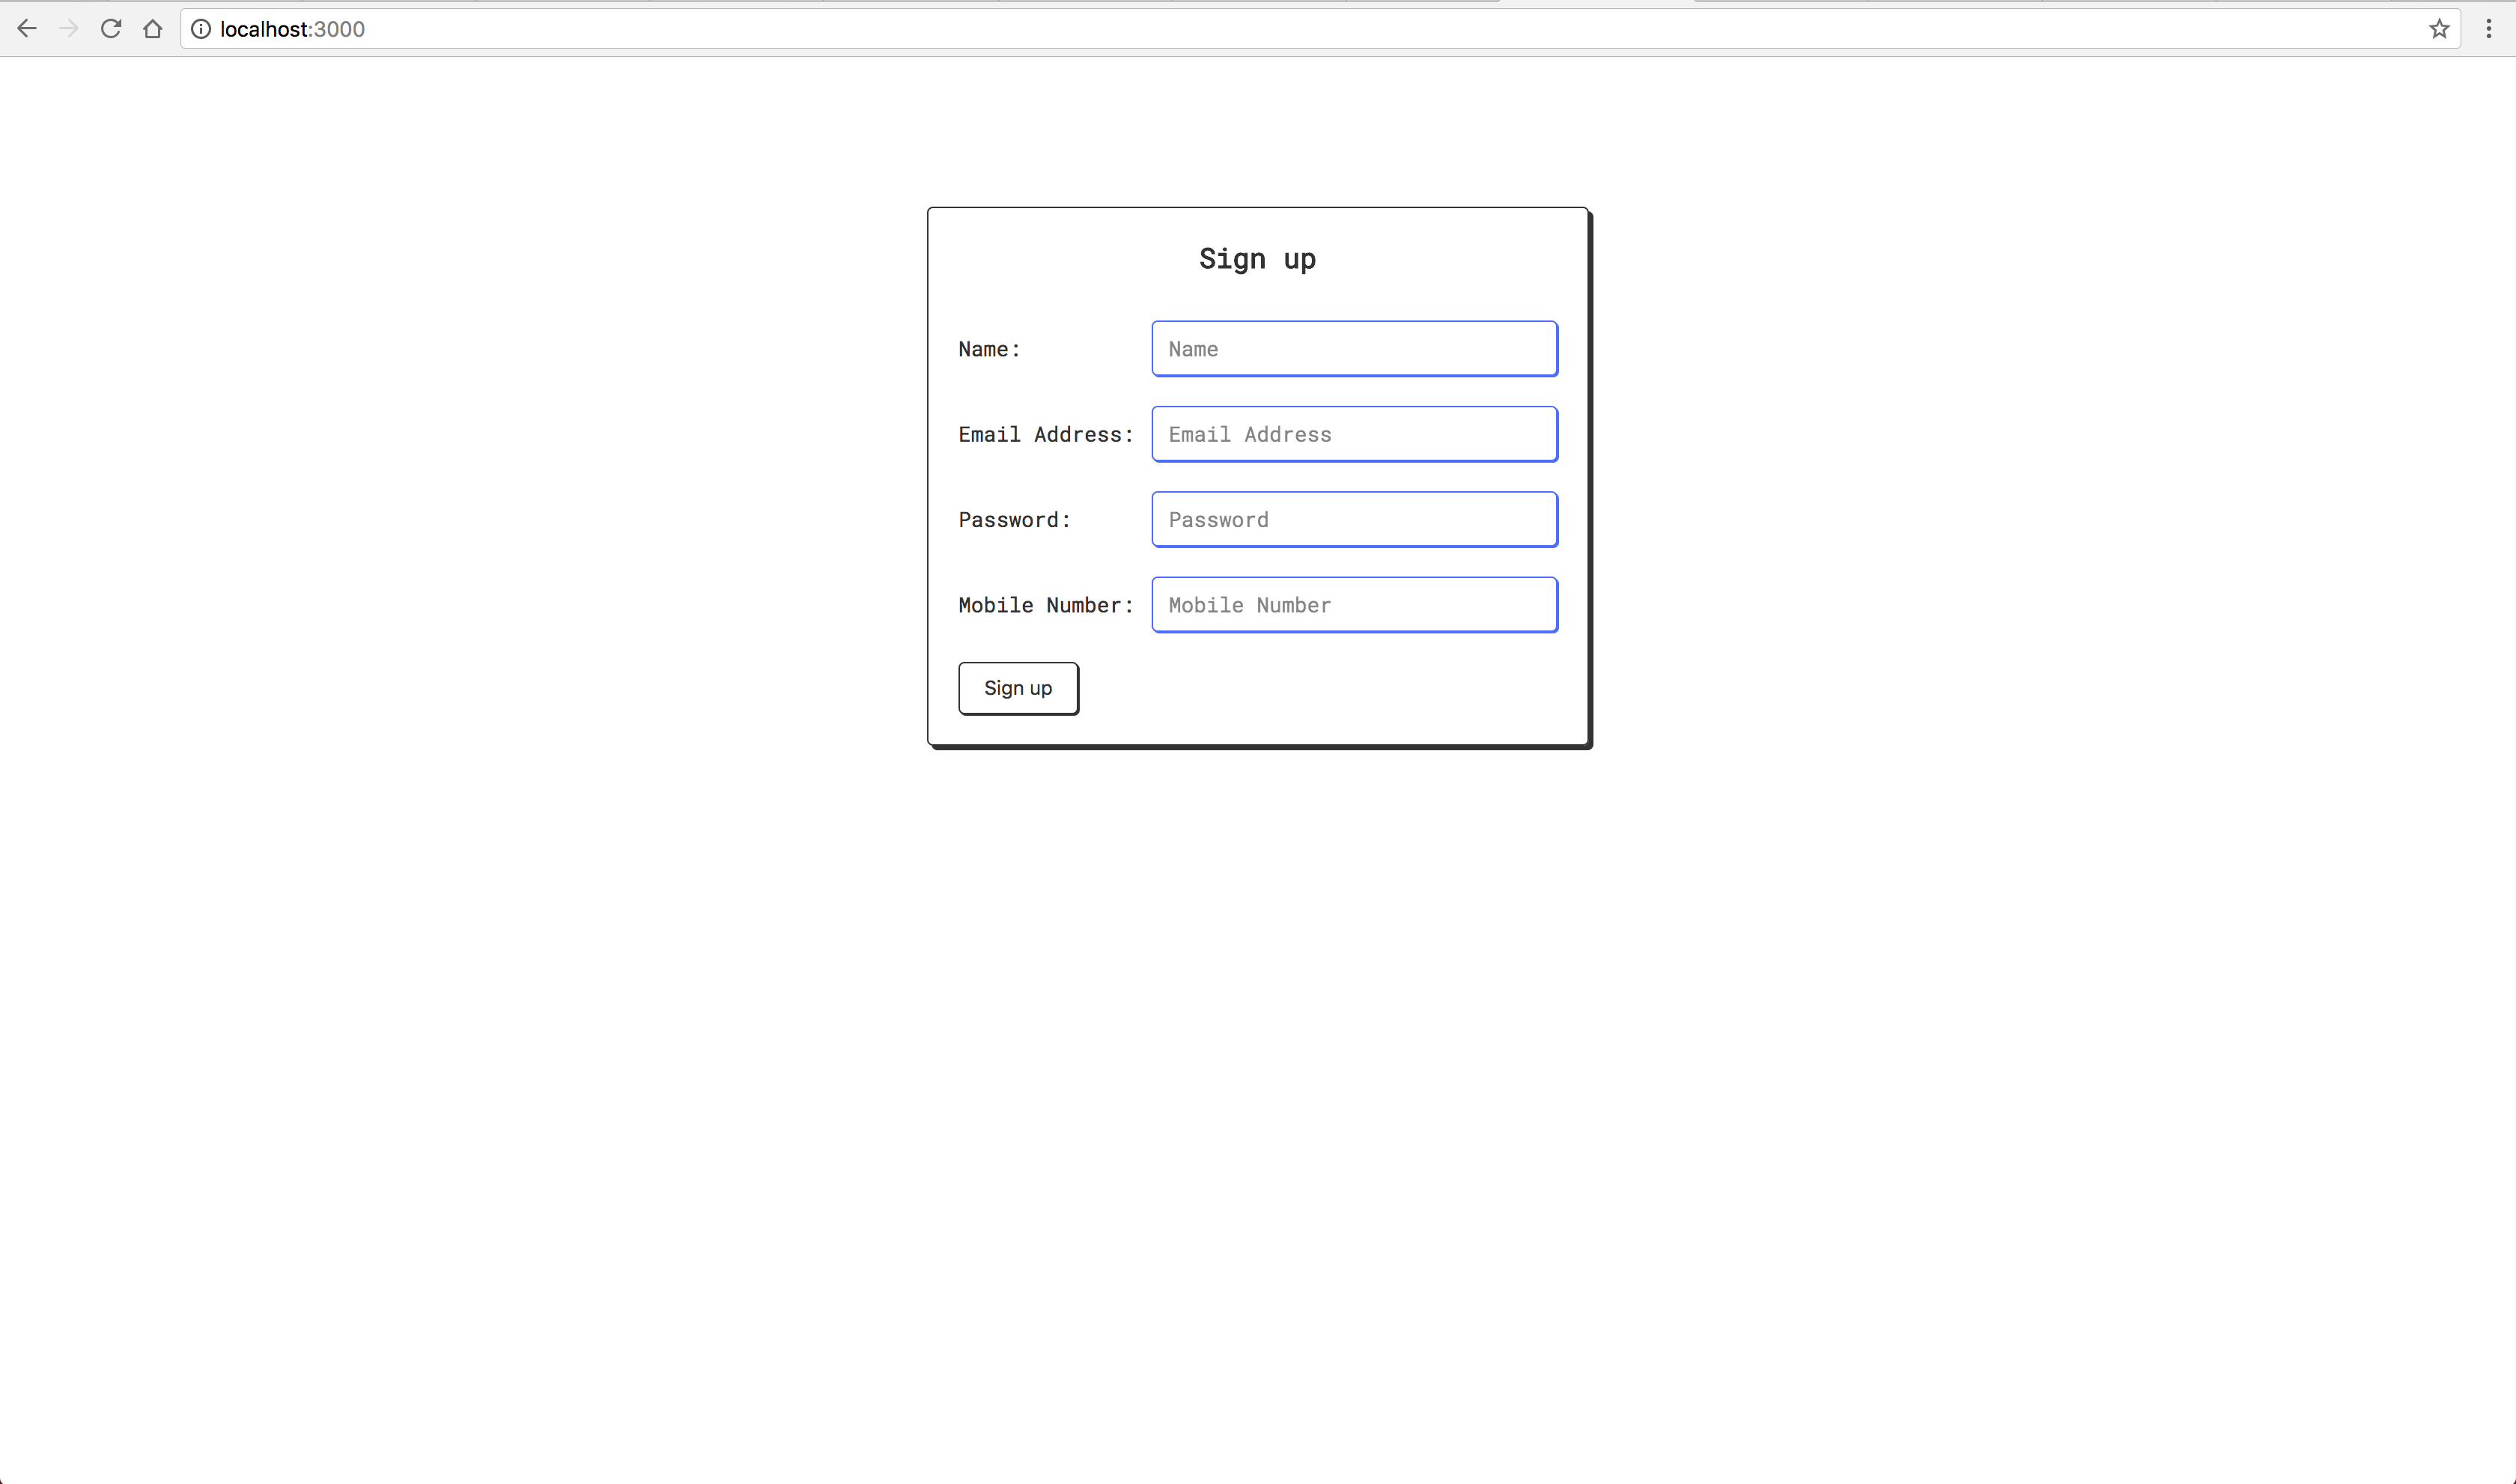 localhost:3000
Sign up
Name: Name
Email Address: Email Address
Password: Password
Mobile Number: Mobile Number
Sign up